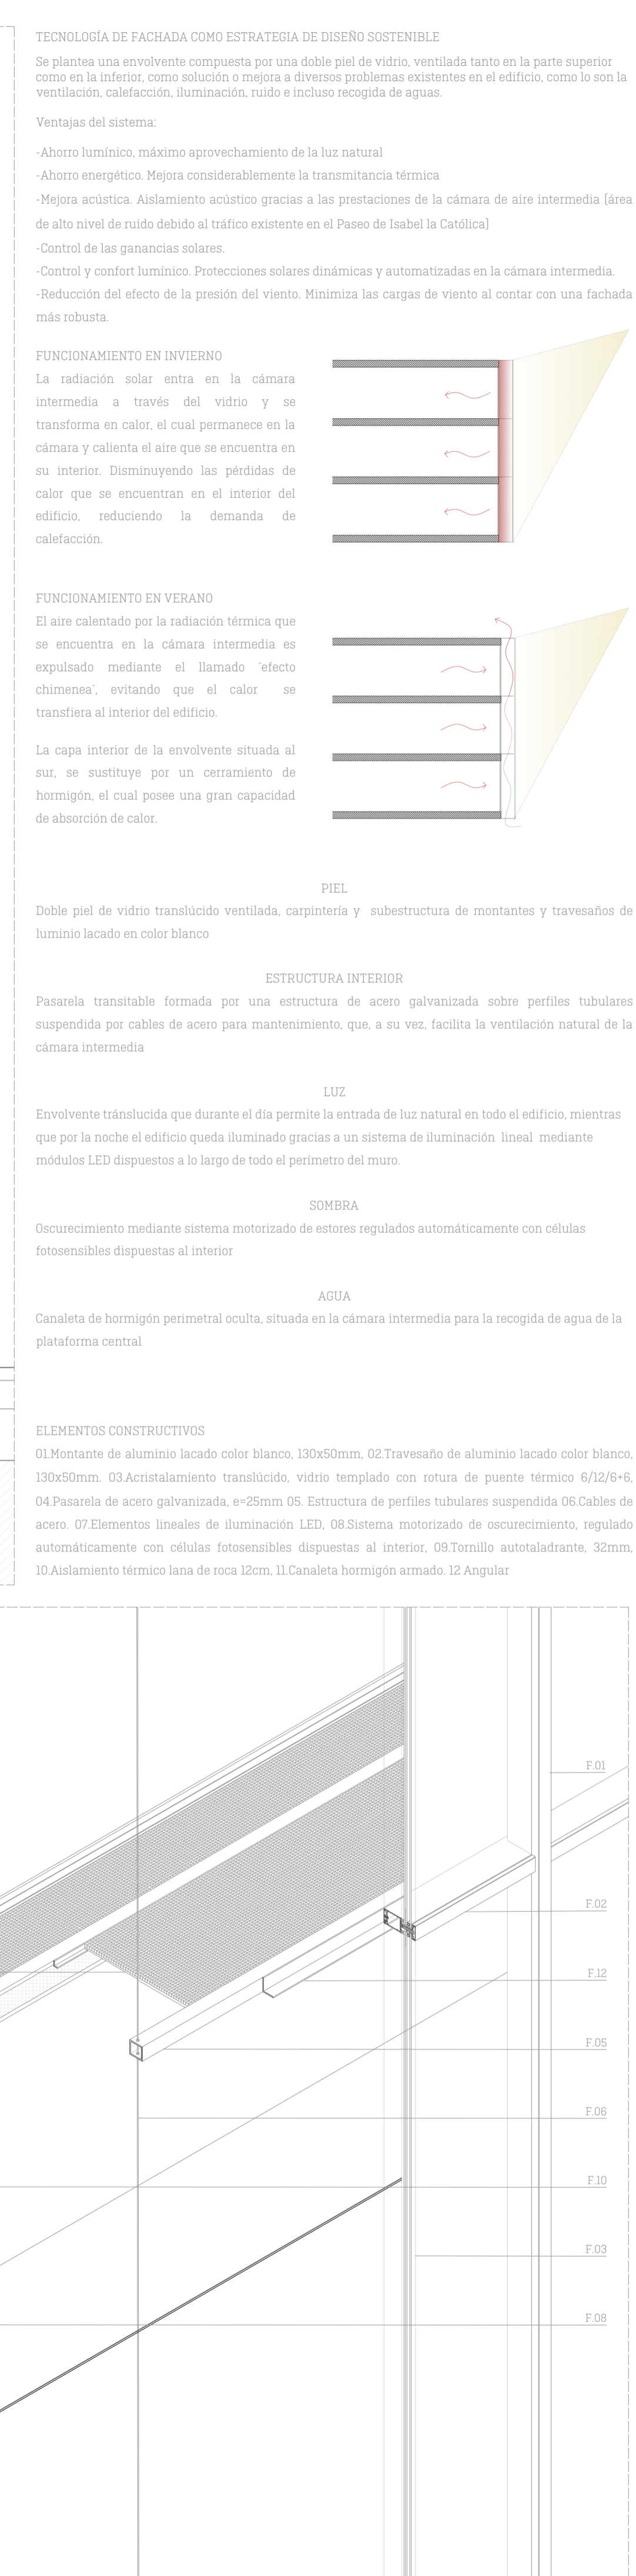 TECNOLOGÍA DE FACHADA COMO ESTRATEGIA DE DISEÑO SOSTENIBLE
Se plantea una envolvente compuesta por una doble piel de vidrio, ventilada tanto en la parte superior
como en la inferior, como solución o mejora a diversos problemas existentes en el edificio, como lo son la
ventilación, calefacción, iluminación, ruido e incluso recogida de aguas.
Ventajas del sistema:
-Ahorro lumínico, máximo aprovechamiento de la luz natural
-Ahorro energético. Mejora considerablemente la transmitancia térmica
-Mejora acústica. Aislamiento acústico gracias a las prestaciones de la cámara de aire intermedia (área
de alto nivel de ruido debido al tráfico existente en el Paseo de Isabel la Católica)
-Control de las ganancias solares.
-Control y confort lumínico. Protecciones solares dinámicas y automatizadas en la cámara intermedia.
-Reducción del efecto de la presión del viento. Minimiza las cargas de viento al contar con una fachada
más robusta.
FUNCIONAMIENTO EN INVIERNO
La radiación solar entra en la cámara
intermedia a través del vidrio y se
transforma en calor, el cual permanece en la
cámara y calienta el aire que se encuentra en
su interior. Disminuyendo las pérdidas de
calor que se encuentran en el interior del
edificio, reduciendo la demanda de
calefacción.
FUNCIONAMIENTO EN VERANO
El aire calentado por la radiación térmica que
se encuentra en la cámara intermedia es
expulsado mediante el llamado ¨efecto
chimenea¨, evitando que el calor se
transfiera al interior del edificio.
La capa interior de la envolvente situada al
sur, se sustituye por un cerramiento de
hormigón, el cual posee una gran capacidad
de absorción de calor.
PIEL
Doble piel de vidrio translúcido ventilada, carpintería y subestructura de montantes y travesaños de
luminio lacado en color blanco
ESTRUCTURA INTERIOR
Pasarela transitable formada por una estructura de acero galvanizada sobre perfiles tubulares
suspendida por cables de acero para mantenimiento, que, a su vez, facilita la ventilación natural de la
cámara intermedia
LUZ
Envolvente tránslucida que durante el día permite la entrada de luz natural en todo el edificio, mientras
que por la noche el edificio queda iluminado gracias a un sistema de iluminación lineal mediante
módulos LED dispuestos a lo largo de todo el perímetro del muro.
SOMBRA
Oscurecimiento mediante sistema motorizado de estores regulados automáticamente con células
fotosensibles dispuestas al interior
AGUA
Canaleta de hormigón perimetral oculta, situada en la cámara intermedia para la recogida de agua de la
plataforma central
ELEMENTOS CONSTRUCTIVOS
01.Montante de aluminio lacado color blanco, 130x50mm, 02.Travesaño de aluminio lacado color blanco,
130x50mm. 03.Acristalamiento translúcido, vidrio templado con rotura de puente térmico 6/12/6+6,
04.Pasarela de acero galvanizada, e=25mm 05. Estructura de perfiles tubulares suspendida 06.Cables de
acero. 07.Elementos lineales de iluminación LED, 08.Sistema motorizado de oscurecimiento, regulado
automáticamente con células fotosensibles dispuestas al interior, 09.Tornillo autotaladrante, 32mm,
10.Aislamiento térmico lana de roca 12cm, 11.Canaleta hormigón armado. 12 Angular
F.01
F.02
F.12
F.05
F.06
F.10
F.03
F.08